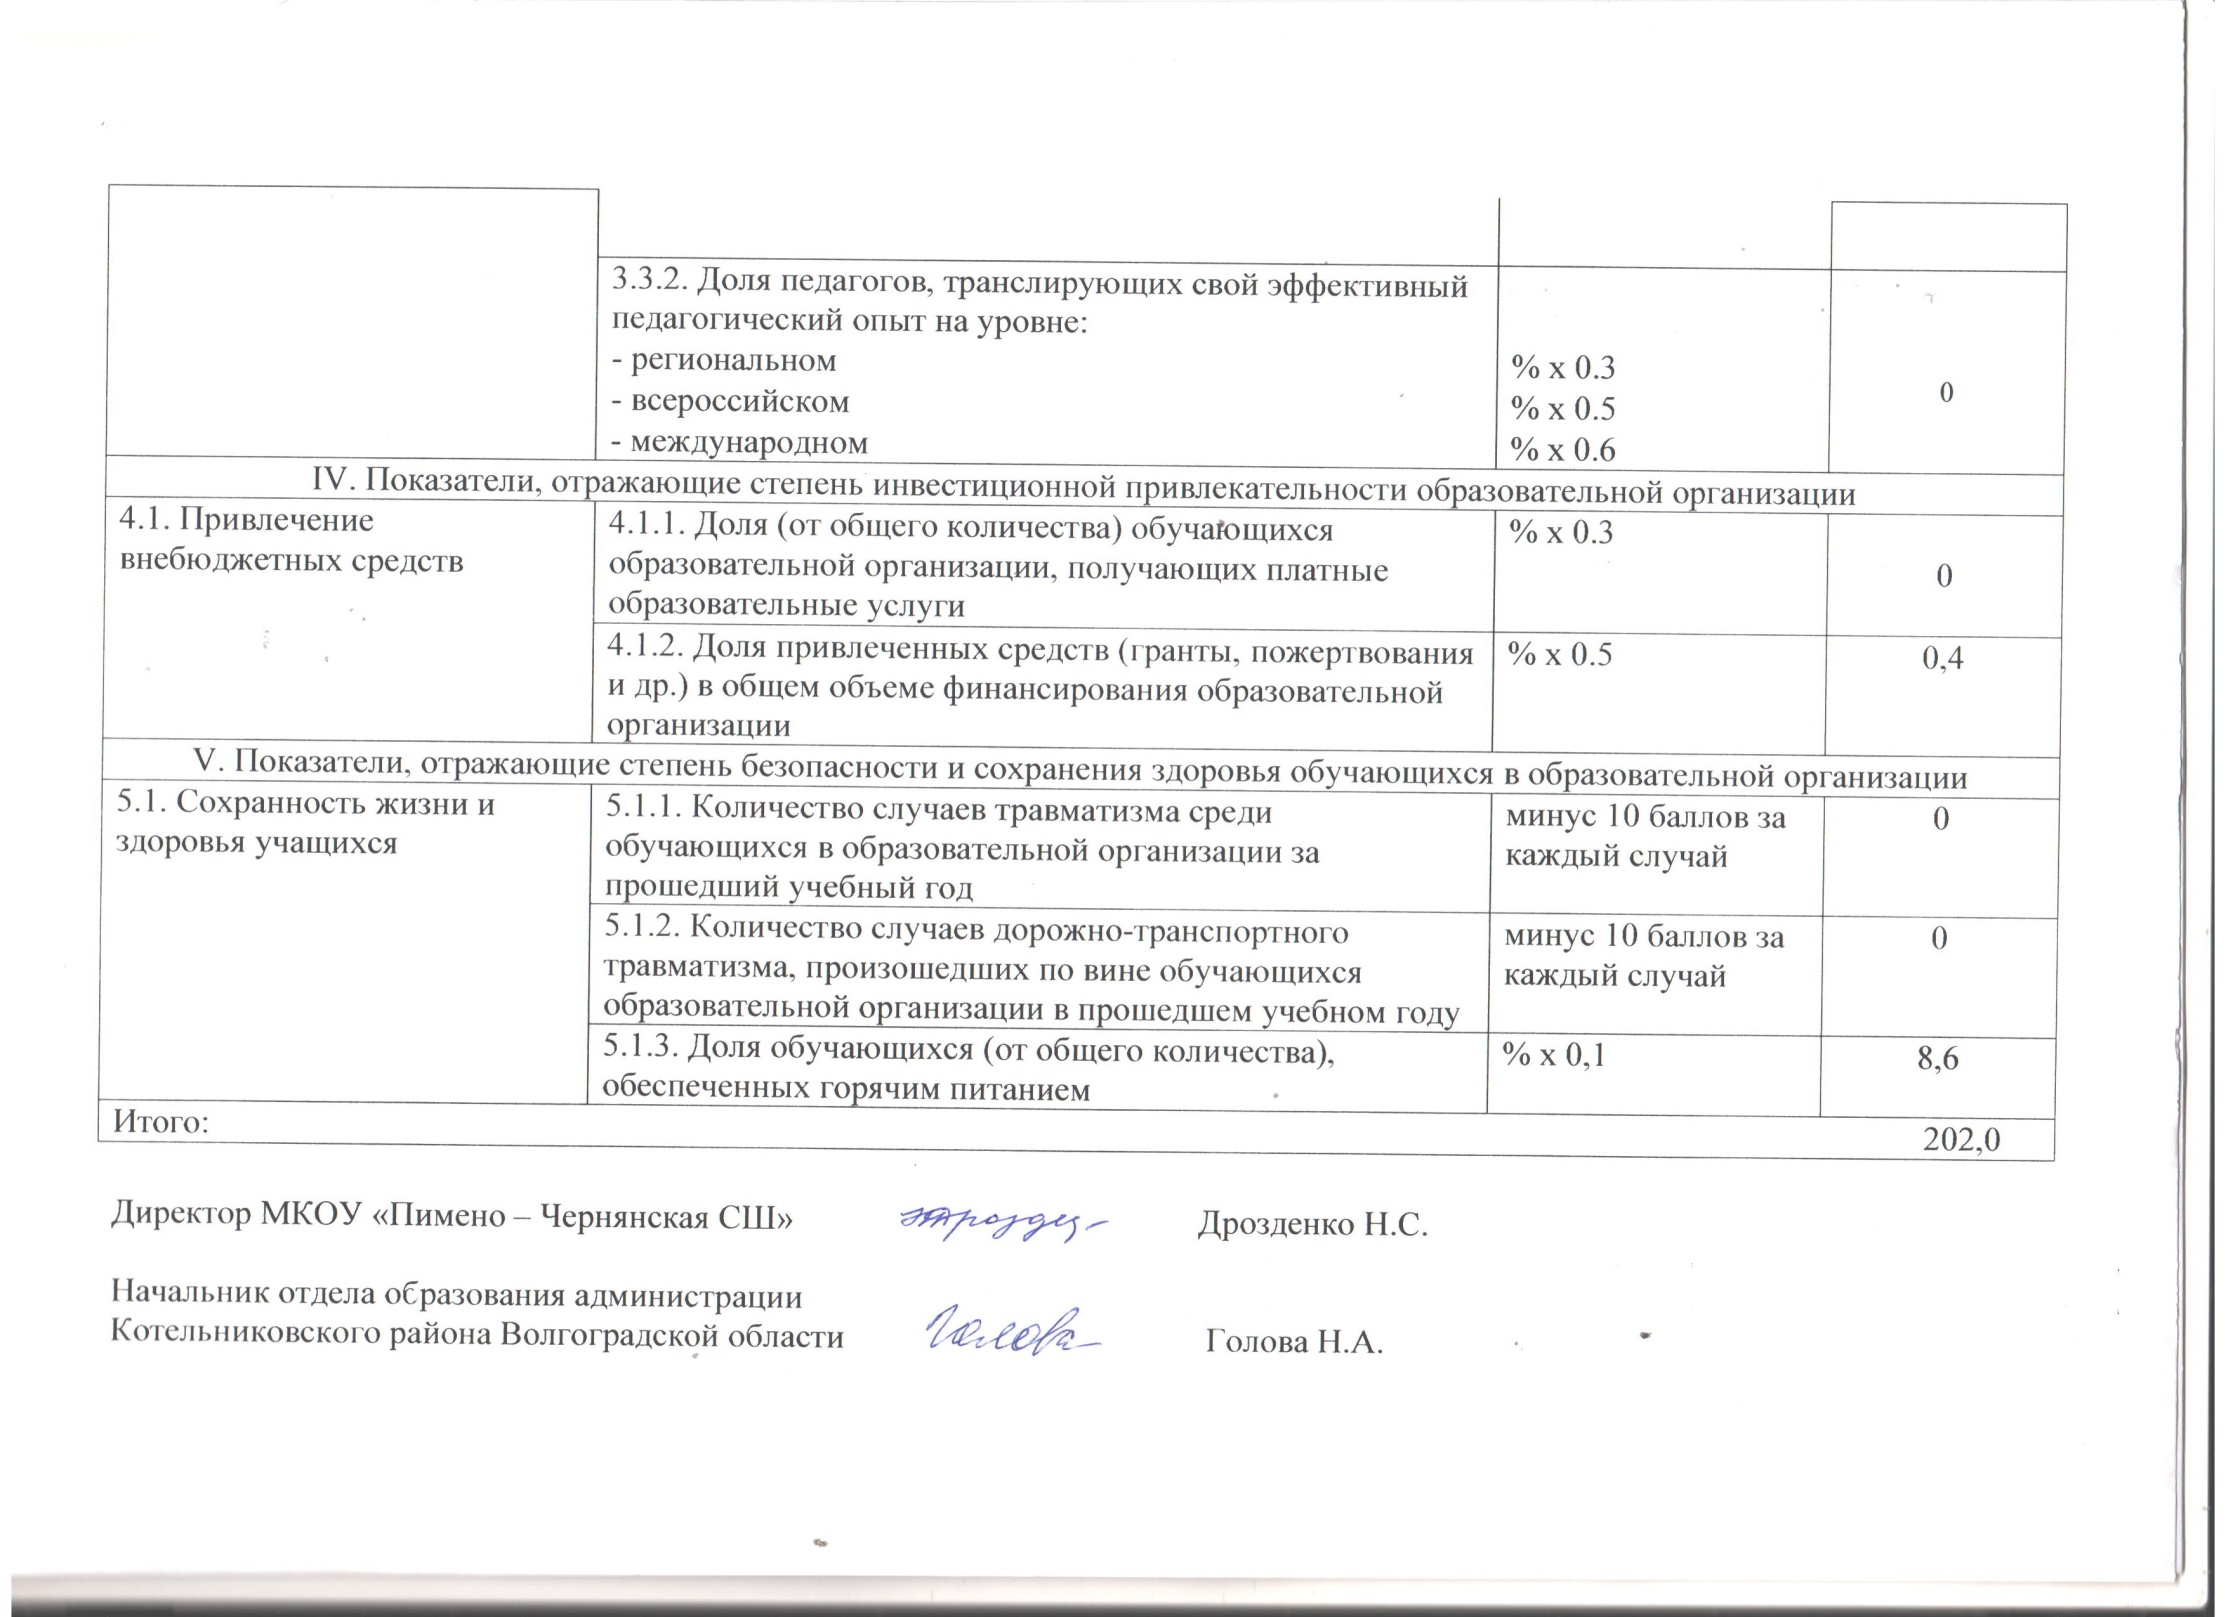 3.3.2. Доля педагогов, транслирующих свой эффективный
педагогический опыт на уровне:
- региональном
- всероссийском
- международном
% х 0.3
% х 0.5
% х 0.6
0
IV. Показатели, отражающие степень инвестиционной привлекательности образовательной организации
4.1. Привлечение
внебюджетных средств
4.1.1. Доля (от общего количества) обучающихся
образовательной организации, получающих платные
образовательные услуги
% х 0.3
0
4.1.2. Доля привлеченных средств (гранты, пожертвования
и др.) в общем объеме финансирования образовательной
организации
% х 0.5
0,4
V. Показатели, отражающие степень безопасности и сохранения здоровья обучающихся в образовательной организации
5.1. Сохранность жизни и
здоровья учащихся
5.1.1. Количество случаев травматизма среди
обучающихся в образовательной организации за
прошедший учебный год
минус 10 баллов за
каждый случай
0
5.1.2. Количество случаев дорожно-транспортного
травматизма, произошедших по вине обучающихся
образовательной организации в прошедшем учебном году
минус 10 баллов за
каждый случай
0
5.1.3. Доля обучающихся (от общего количества),
обеспеченных горячим питанием
% х 0,1
8,6
Итого:
202,0
Директор МКОУ «Пимено – Чернянская СШ»
Дрозденко Н.С.
Начальник отдела образования администрации
Котельниковского района Волгоградской области
Голова
Голова Н.А.